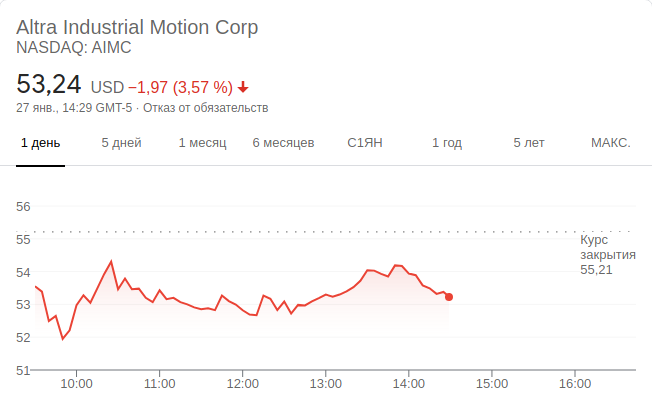 Altra Industrial Motion Corp
NASDAQ: AIMC
53,24 USD −1,97 (3,57 %)
27 янв., 14:29 GMT-5 · Отказ от обязательств
1 день 5 дней 1 месяц 6 месяцев С1ЯН 1 год 5 лет МАКС.
56
55
54
53
52
51
Курс
закрытия
55,21
10:00 11:00 12:00 13:00 14:00 15:00 16:00